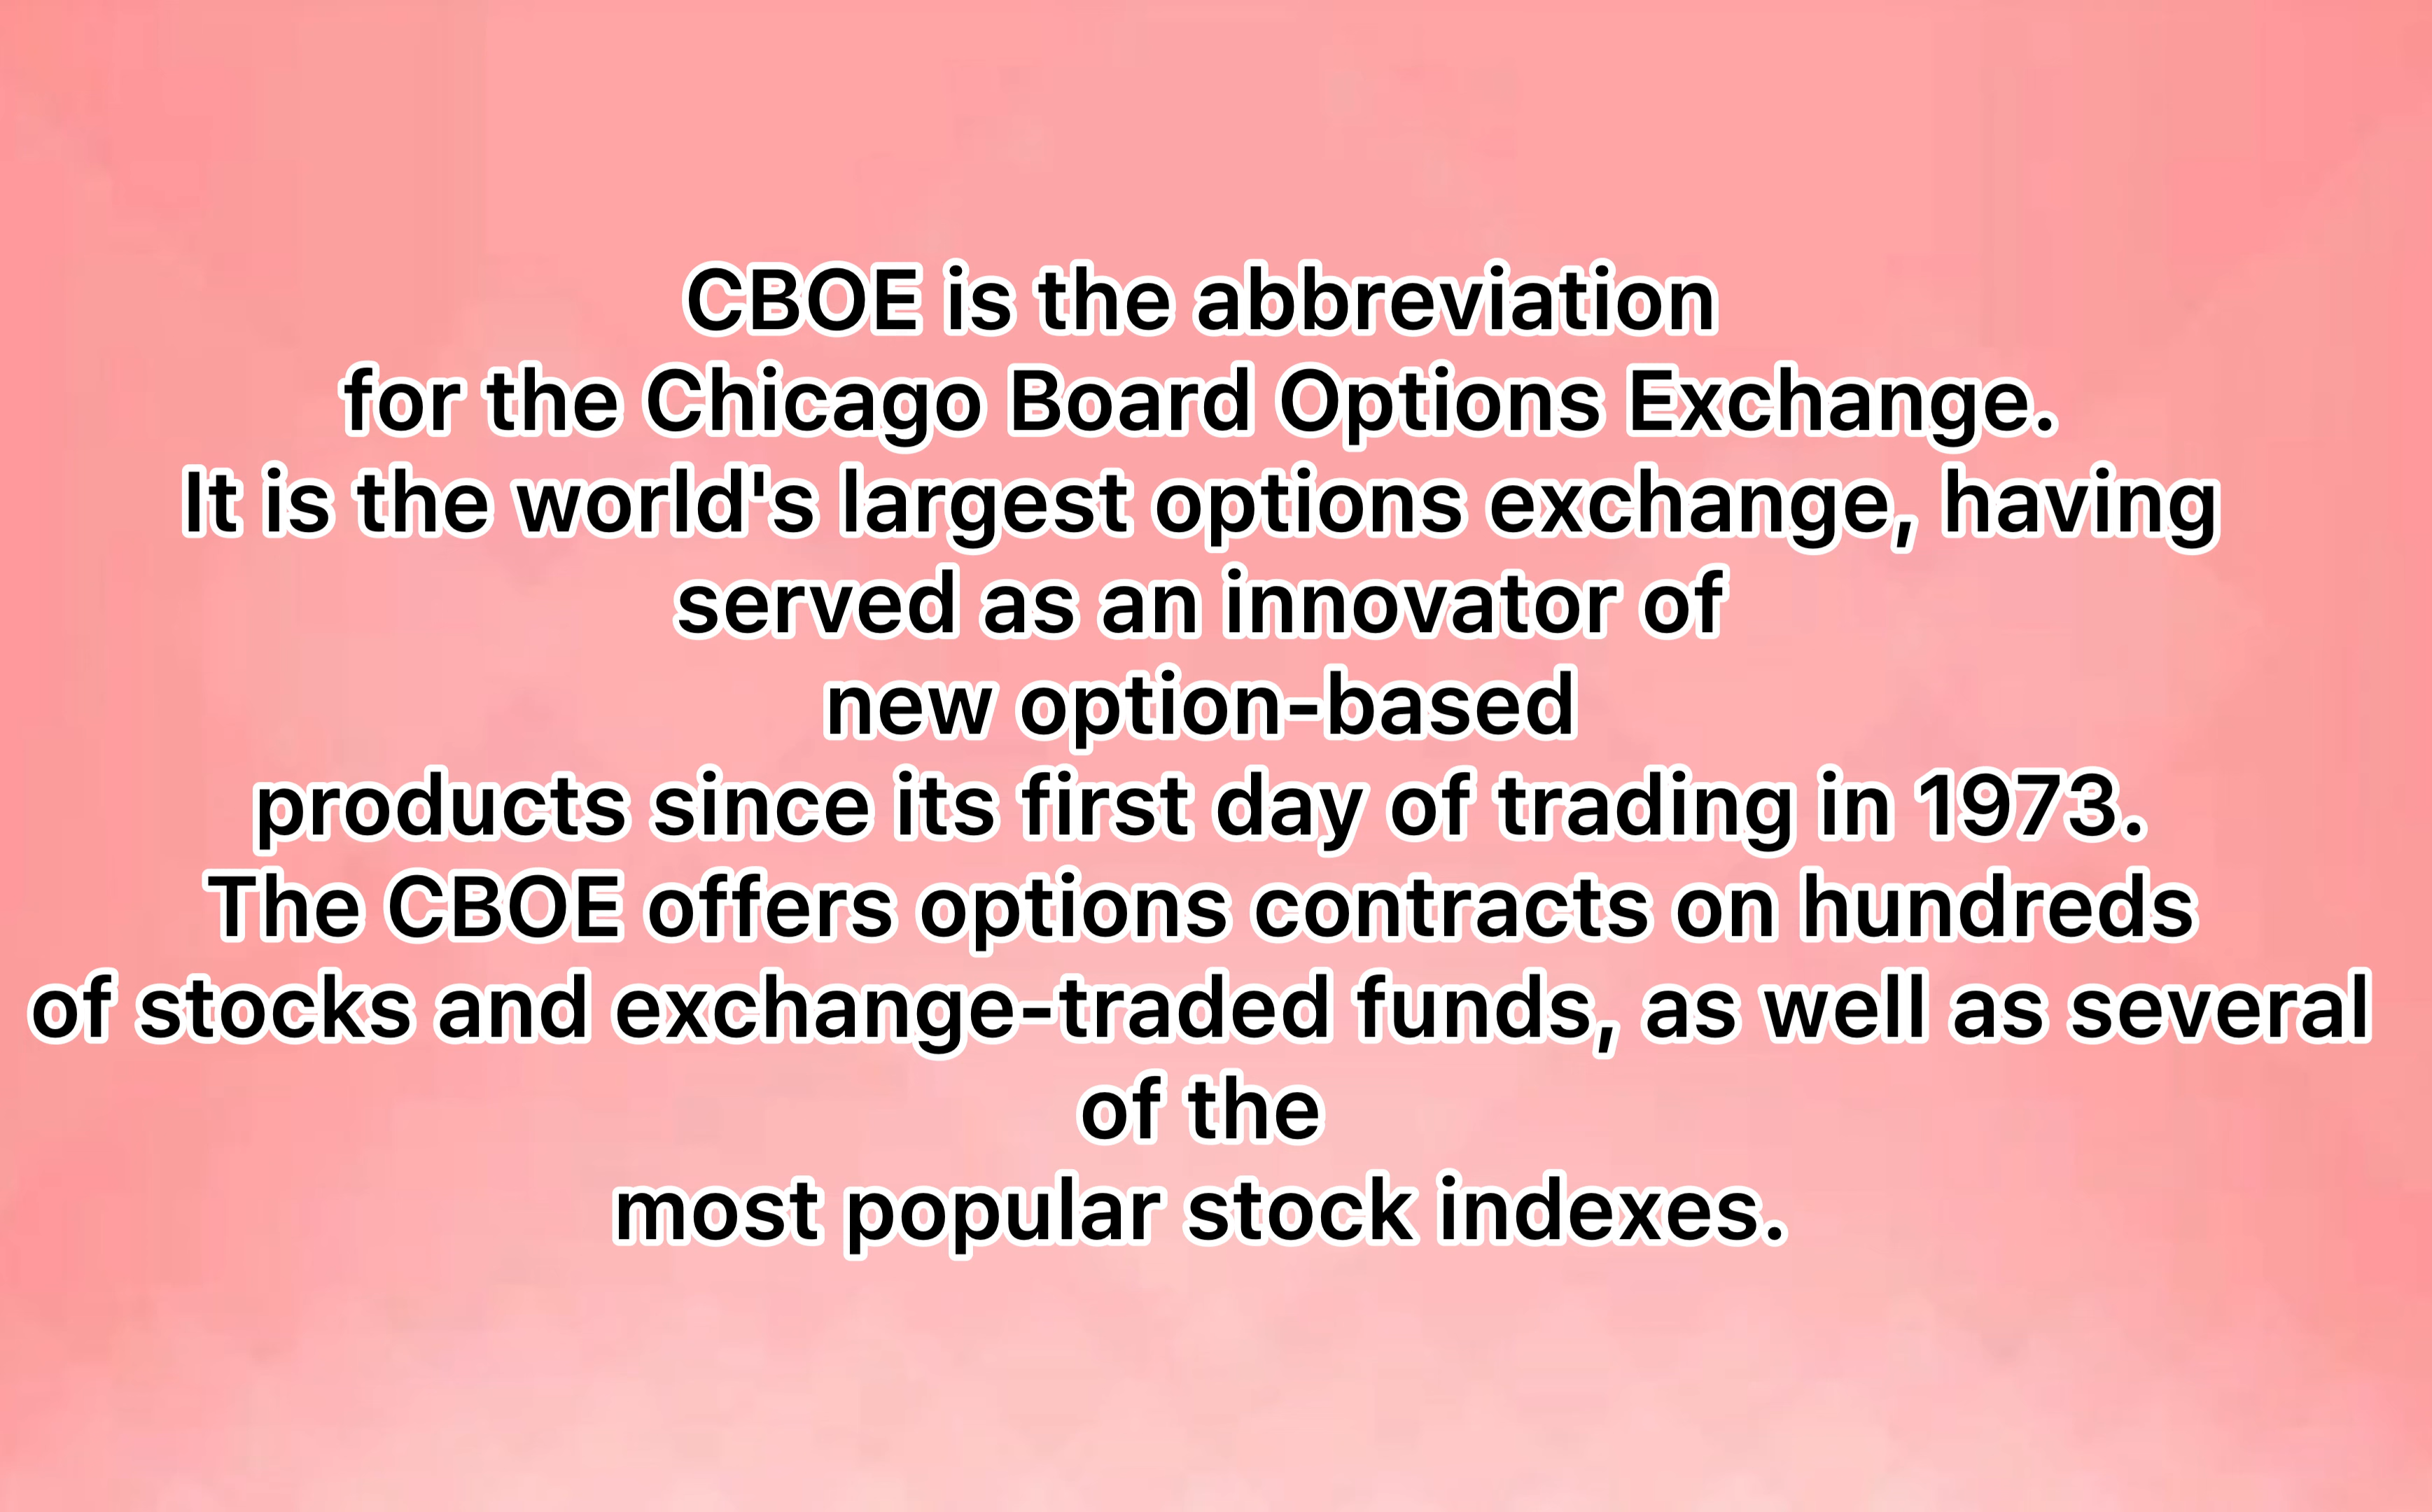 CBOE is the abbreviation
for the Chicago Board Options Exchange.
It is the world's largest options exchange, having
served as an innovator of
new option-based
products since its first day of trading in 1973.
The CBOE offers options contracts on hundreds
of stocks and exchange-traded funds, as well as several
of the
most popular stock indexes.